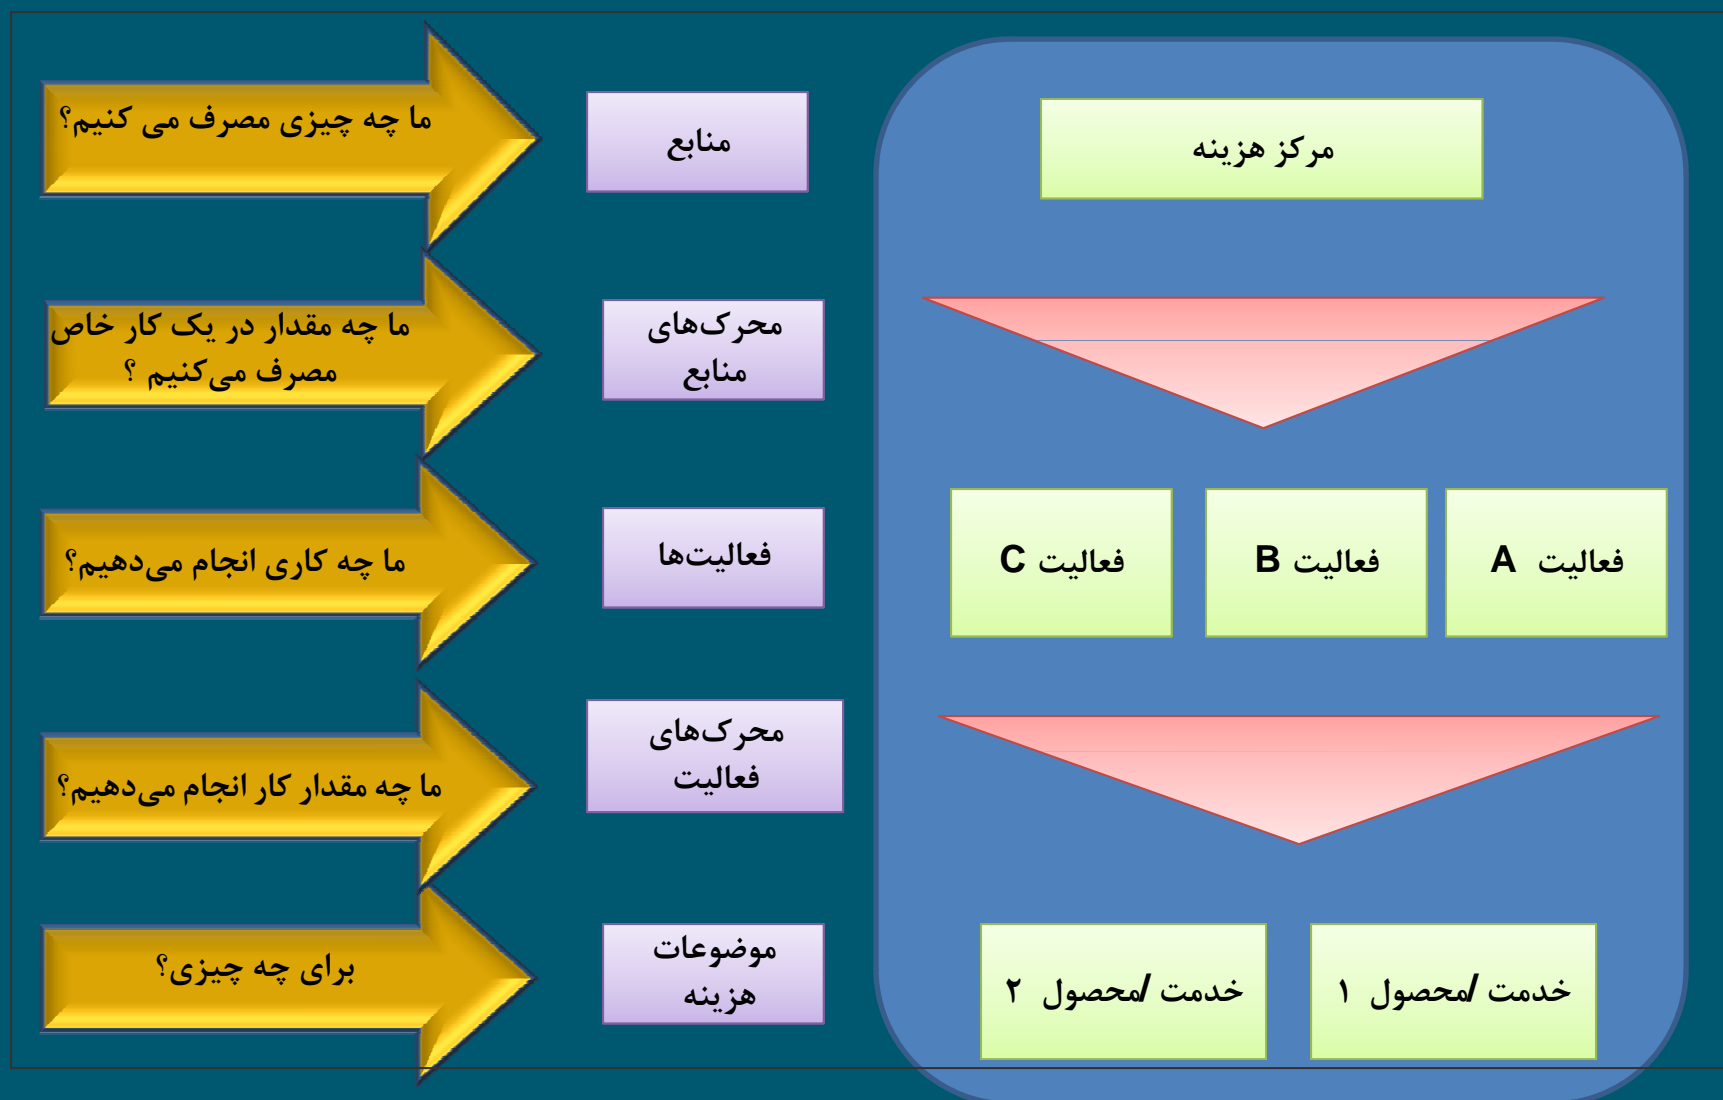 ما چه چیزی مصرف می کنیم؟
منابع
مرکز هزینه
ما چه مقدار در یک کار خاص
مصرف می‌کنیم ؟
محرک‌های
منابع
ما چه کاری انجام می‌دهیم؟
فعالیت‌ها
فعالیت A
فعالیت B
فعالیت C
ما چه مقدار کار انجام می‌دهیم؟
محرک‌های
فعالیت
برای چه چیزی؟
موضوعات
هزینه
خدمت /محصول ۱
خدمت /محصول ۲